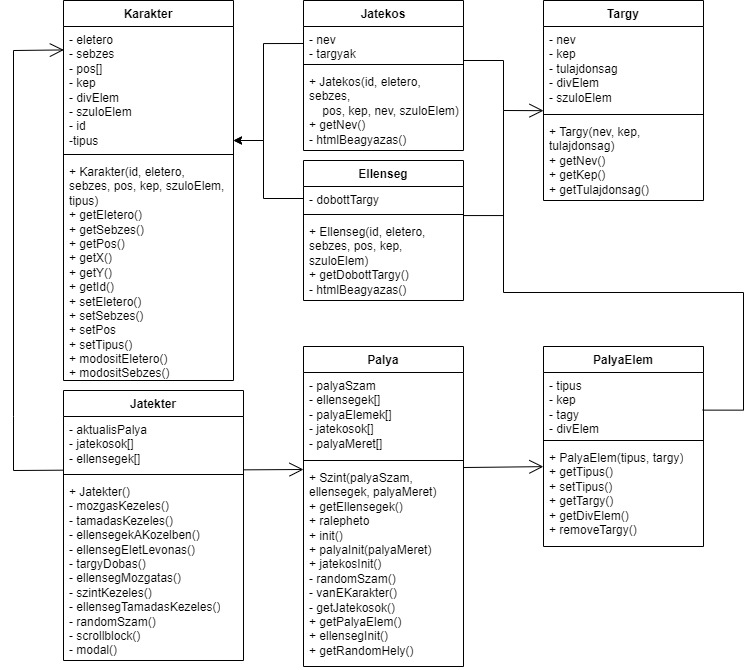 Karakter
- eletero
- sebzes
- pos[]
- kep
- divElem
- szuloElem
- id
-tipus
+ Karakter(id, eletero,
sebzes, pos, kep, szuloElem,
tipus)
+ getEletero()
+ getSebzes()
+ getPos()
+ getX()
+ getY()
+ getId()
+ setEletero()
+ setSebzes()
+ setPos
+ setTipus()
+ modositEletero()
+ modositSebzes()
Jatekos
- nev
- targyak
+ Jatekos(id, eletero,
sebzes,
pos, kep, nev, szuloElem)
+ getNev()
- htmlBeagyazas()
Targy
- nev
- kep
- tulajdonsag
- divElem
- szuloElem
+ Targy(nev, kep,
tulajdonsag)
+ getNev()
+ getKep()
+ getTulajdonsag()
Ellenseg
- dobottTargy
+ Ellenseg(id, eletero,
sebzes, pos, kep,
szuloElem)
+ getDobottTargy()
- htmlBeagyazas()
Jatekter
- aktualisPalya
- jatekosok[]
- ellensegek[]
+ Jatekter()
- mozgasKezeles()
- tamadasKezeles()
- ellensegekAKozelben()
- ellensegEletLevonas()
- targyDobas()
- ellensegMozgatas()
- szintKezeles()
- ellensegTamadasKezeles()
- randomSzam()
- scrollblock()
- modal()
Palya
- palyaSzam
- ellensegek[]
- palyaElemek[]
- jatekosok[]
- palyaMeret[]
+ Szint(palyaSzam,
ellensegek, palyaMeret)
+ getEllensegek()
+ ralepheto
+ init()
+ palyaInit(palyaMeret)
+ jatekosInit()
- randomSzam()
- vanEKarakter()
- getJatekosok()
+ getPalyaElem()
+ ellensegInit()
+ getRandomHely()
PalyaElem
- tipus
- kep
- tagy
- divElem
+ PalyaElem(tipus, targy)
+ getTipus()
+ setTipus()
+ getTargy()
+ getDivElem()
+ removeTargy()